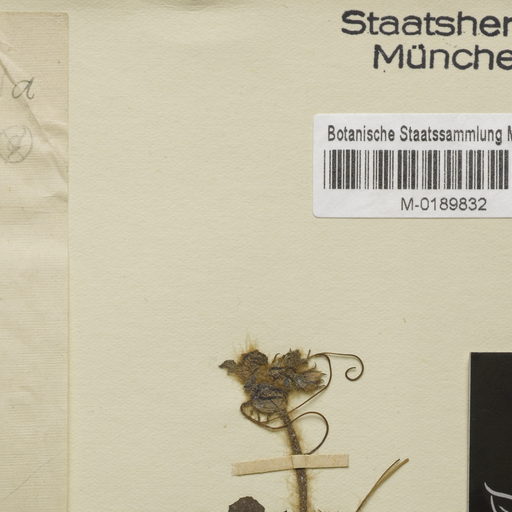 a
Staatsher
Münche
Botanische Staatssammlung M
M-0189832